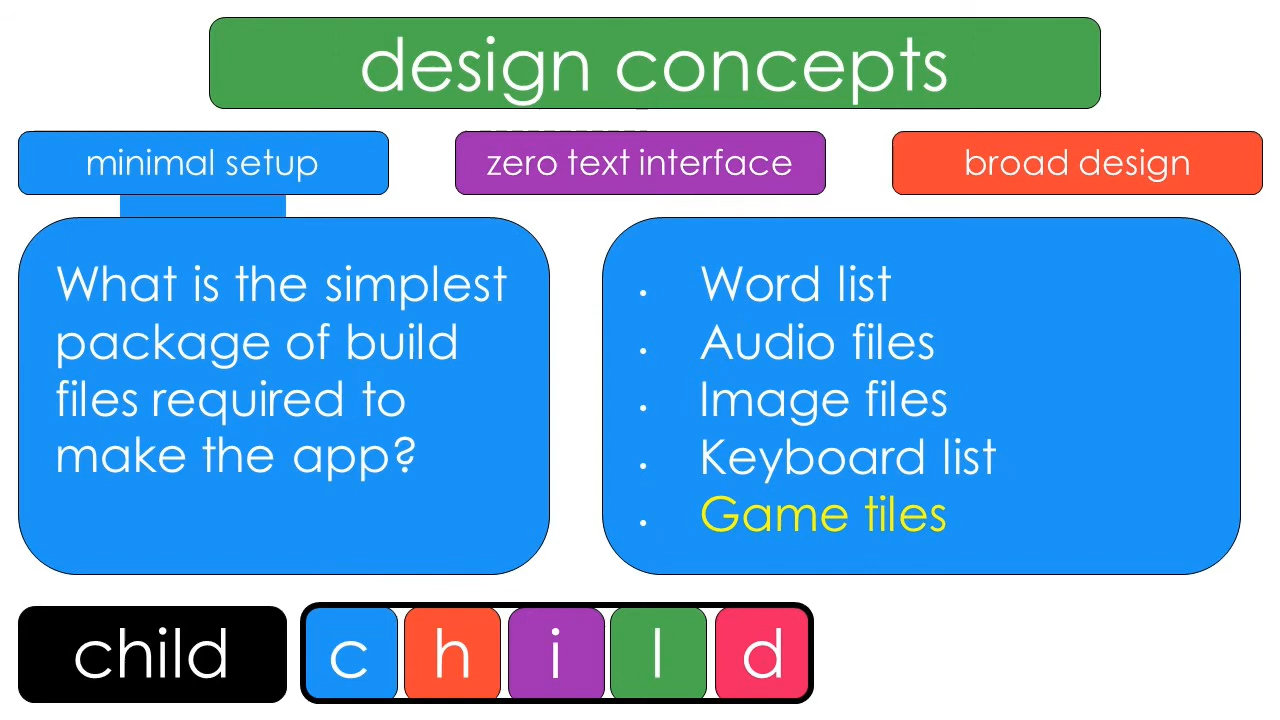 design concepts
minimal setup
zero text interface
broad design
What is the simplest
package of build
files required to
make the app?
• Word list
• Audio files
• Image files
• Keyboard list
• Game tiles
child
c h i l d